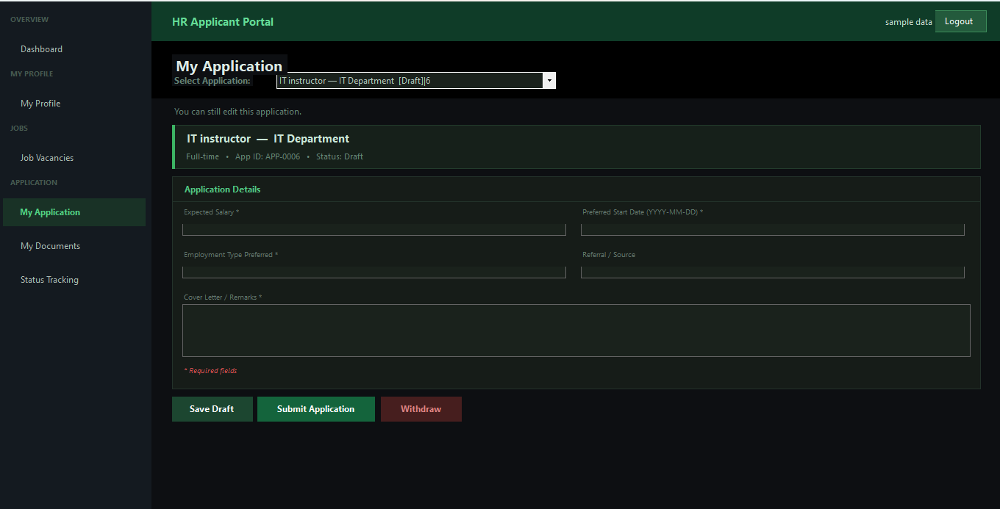 OVERVIEW
Dashboard
MY PROFILE
My Profile
JOBS
Job Vacancies
APPLICATION
My Application
My Documents
Status Tracking
HR Applicant Portal
sample data
Logout
My Application
Select Application:
IT instructor — IT Department [Draft]|6
You can still edit this application.
IT instructor — IT Department
Full-time • App ID: APP-0006 • Status: Draft
Application Details
Expected Salary *
Preferred Start Date (YYYY-MM-DD) *
Employment Type Preferred *
Referral / Source
Cover Letter / Remarks *
* Required fields
Save Draft
Submit Application
Withdraw